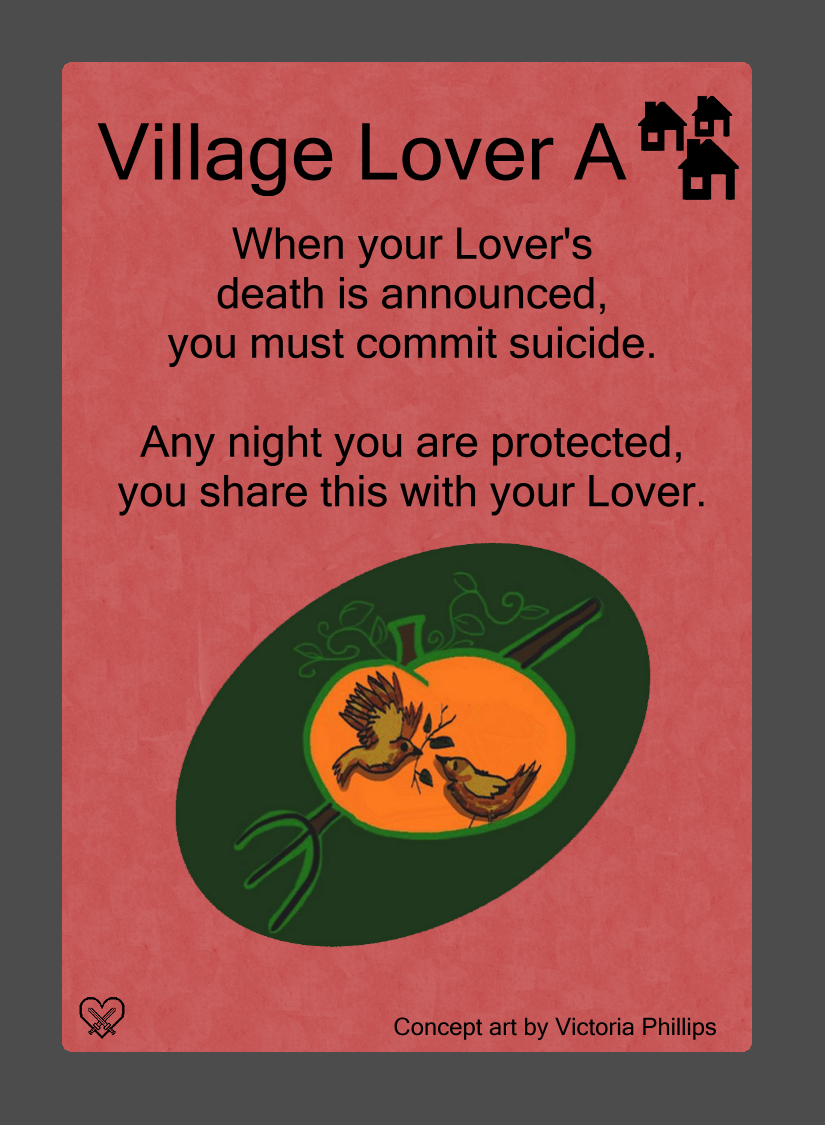 Village Lover A
When your Lover's
death is announced,
you must commit suicide.
Any night you are protected,
you share this with your Lover.
Concept art by Victoria Phillips